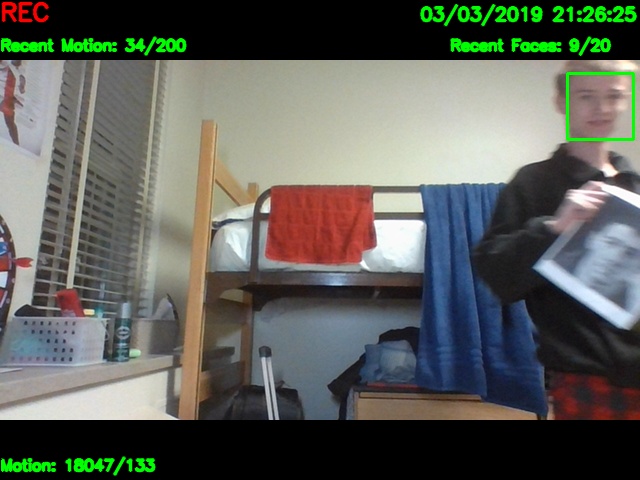 REC
03/03/2019 21:26:25
Recent Motion: 34/200
Recent Faces: 9/20
Motion: 18047/133